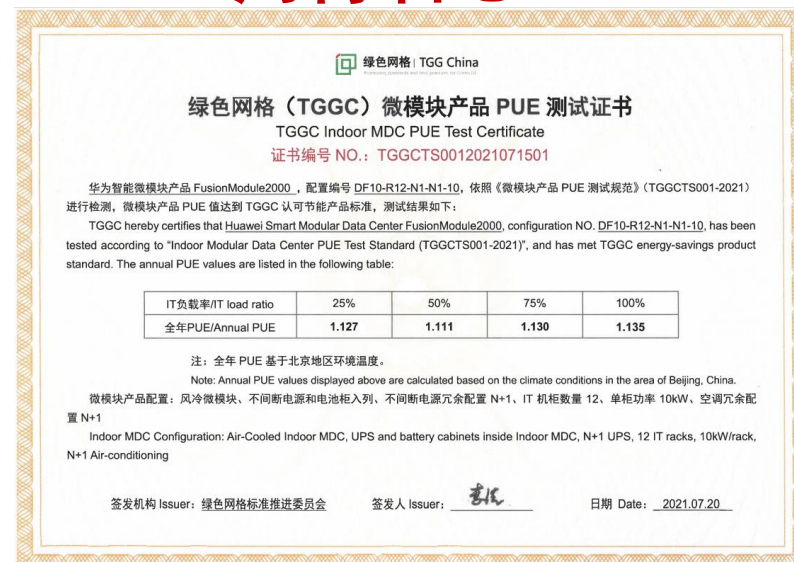 绿色网格 | TGG China
绿色网格（TGGC）微模块产品 PUE 测试证书
TGGC Indoor MDC PUE Test Certificate
证书编号 NO.：TGGCTS0012021071501
华为智能微模块产品 FusionModule2000 ，配置编号 DF10-R12-N1-N1-10，依照《微模块产品 PUE 测试规范》（TGGCTS001-2021）
进行检测，微模块产品 PUE 值达到 TGGC 认可节能产品标准，测试结果如下：
TGGC hereby certifies that Huawei Smart Modular Data Center FusionModule2000, configuration NO. DF10-R12-N1-N1-10, has been
tested according to “Indoor Modular Data Center PUE Test Standard (TGGCTS001-2021)”, and has met TGGC energy-savings product
standard. The annual PUE values are listed in the following table:
IT负载率/IT load ratio 25% 50% 75% 100%
全年PUE/Annual PUE 1.127 1.111 1.130 1.135
注：全年 PUE 基于北京地区环境温度。
Note: Annual PUE values displayed above are calculated based on the climate conditions in the area of Beijing, China.
微模块产品配置：风冷微模块、不间断电源和电池柜入列、不间断电源冗余配置 N+1、IT 机柜数量 12、单柜功率 10kW、空调冗余配
置 N+1
Indoor MDC Configuration: Air-Cooled Indoor MDC, UPS and battery cabinets inside Indoor MDC, N+1 UPS, 12 IT racks, 10kW/rack,
N+1 Air-conditioning
签发机构 Issuer: 绿色网格标准推进委员会 签发人 Issuer: 日期 Date: 2021.07.20